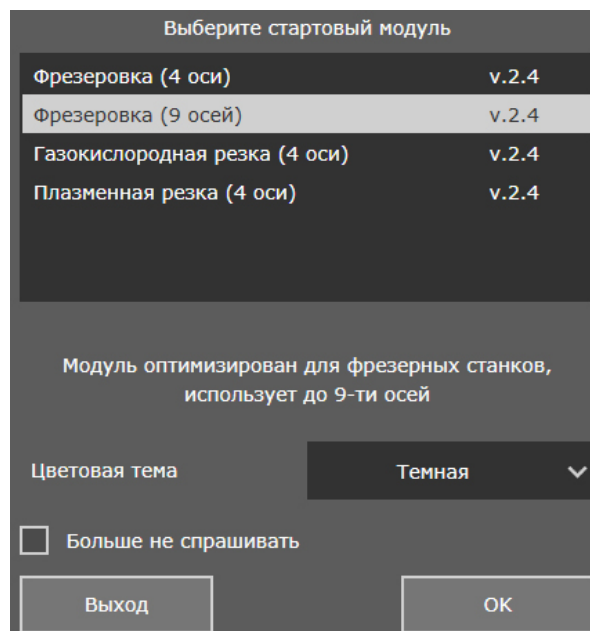 Выберите стартовый модуль
Фрезеровка (4 оси) v.2.4
Фрезеровка (9 осей) v.2.4
Газокислородная резка (4 оси) v.2.4
Плазменная резка (4 оси) v.2.4
Модуль оптимизирован для фрезерных станков,
использует до 9-ти осей
Цветовая тема Темная
Больше не спрашивать
Выход OK